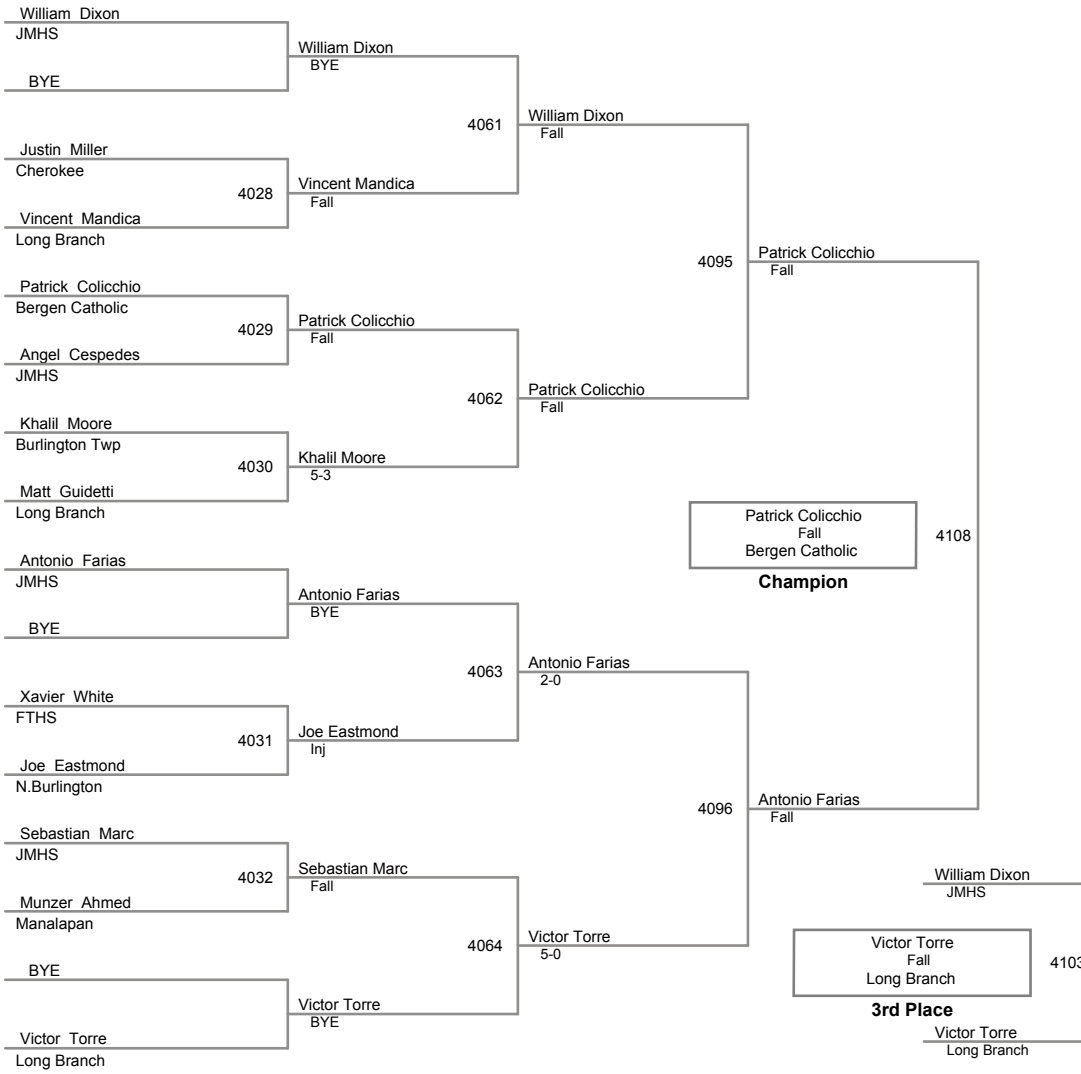 William Dixon
JMHS
BYE
William Dixon
BYE
4061
William Dixon
Fall
Justin Miller
Cherokee
4028
Vincent Mandica
Fall
Vincent Mandica
Long Branch
4095
Patrick Colicchio
Fall
Patrick Colicchio
Bergen Catholic
4029
Patrick Colicchio
Fall
Angel Cespedes
JMHS
4062
Patrick Colicchio
Fall
Khalil Moore
Burlington Twp
4030
Khalil Moore
5-3
Matt Guidetti
Long Branch
Patrick Colicchio
Fall
Bergen Catholic
4108
Champion
Antonio Farias
JMHS
BYE
Antonio Farias
BYE
4063
Antonio Farias
2-0
Xavier White
FTHS
4031
Joe Eastmond
Inj
Joe Eastmond
N.Burlington
4096
Antonio Farias
Fall
Sebastian Marc
JMHS
4032
Sebastian Marc
Fall
Munzer Ahmed
Manalapan
4064
Victor Torre
5-0
BYE
Victor Torre
BYE
Victor Torre
Long Branch
William Dixon
JMHS
Victor Torre
Fall
Long Branch
4103
3rd Place
Victor Torre
Long Branch